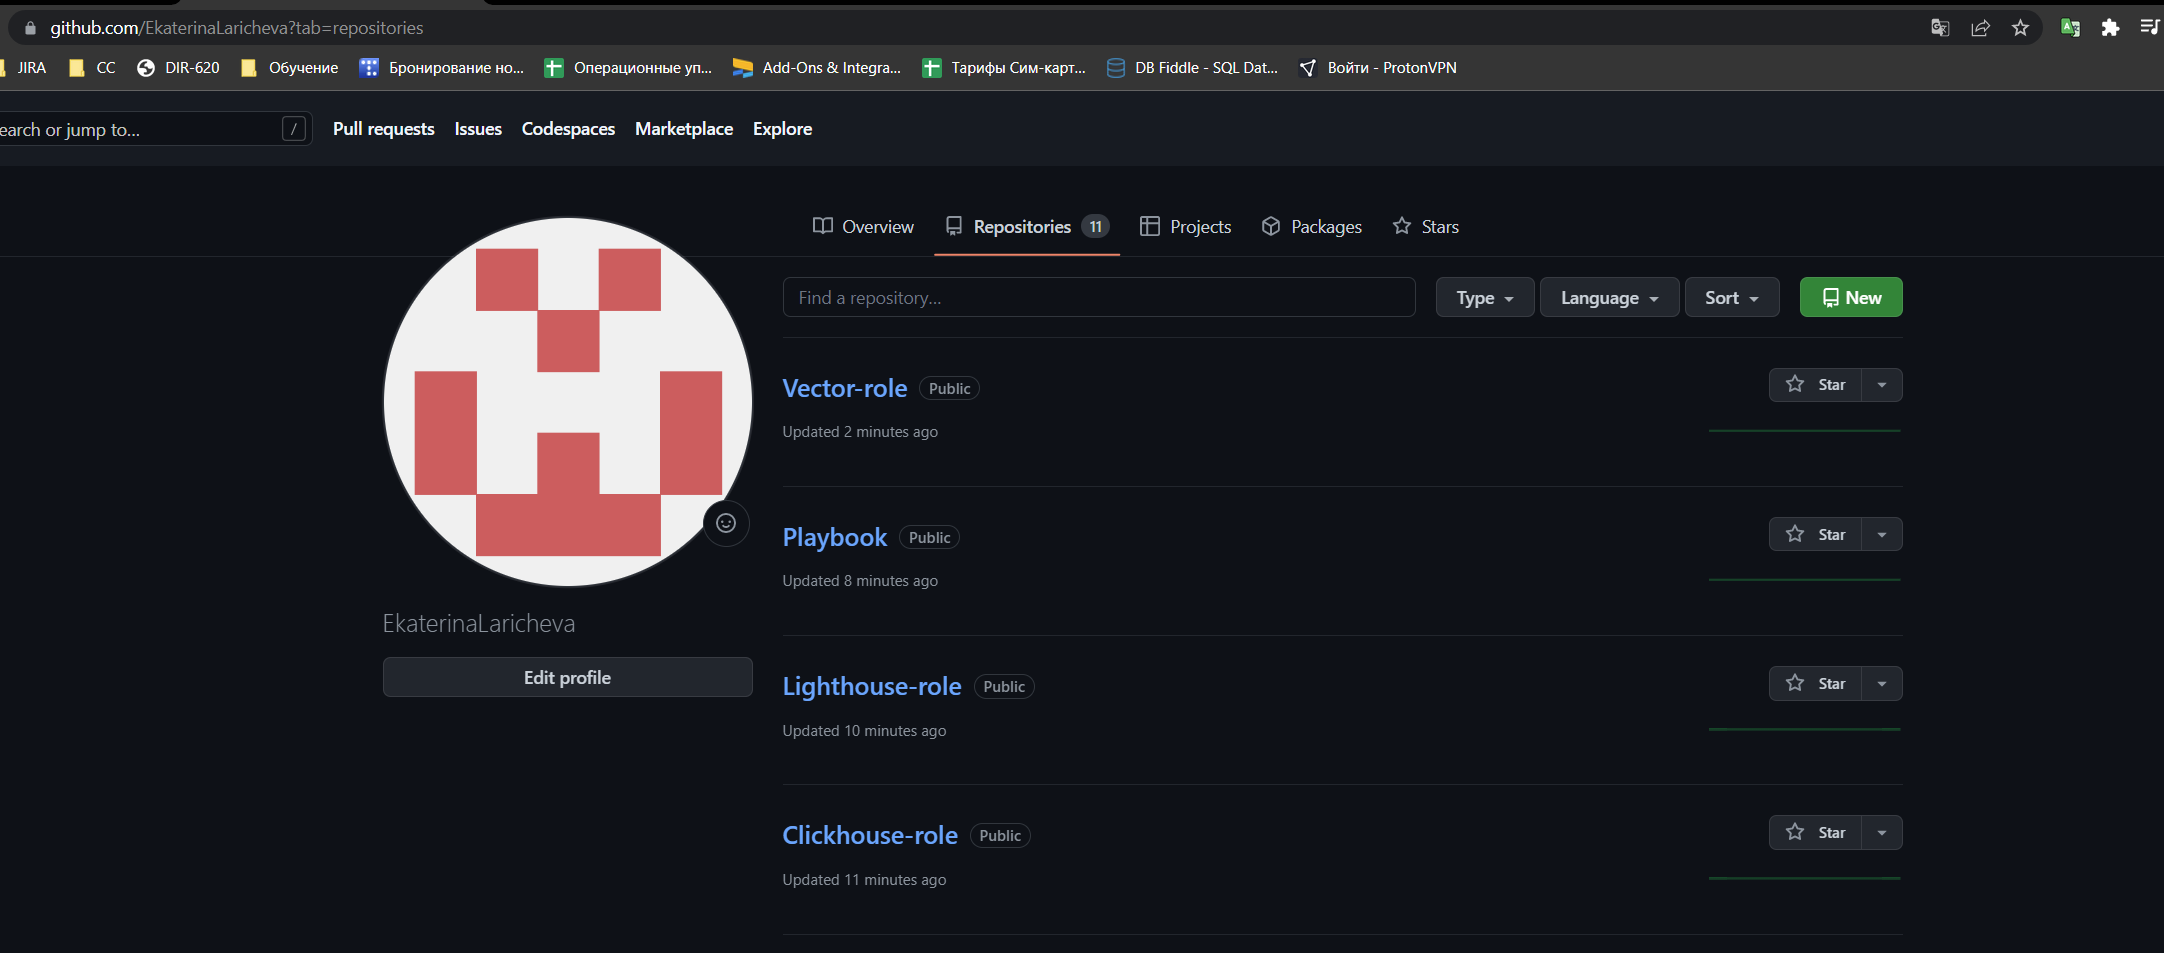 github.com/EkaterinaLaricheva?tab=repositories
JIRA CC DIR-620 Обучение Бронирование но... Операционные уп... Add-Ons & Integra... Тарифы Сим-карт... DB Fiddle - SQL Dat... Войти - ProtonVPN
earch or jump to... / Pull requests Issues Codespaces Marketplace Explore
Overview Repositories 11 Projects Packages Stars
Find a repository... Type Language Sort New
Vector-role Public Star
Updated 2 minutes ago
Playbook Public Star
Updated 8 minutes ago
EkaterinaLaricheva
Edit profile
Lighthouse-role Public Star
Updated 10 minutes ago
Clickhouse-role Public Star
Updated 11 minutes ago